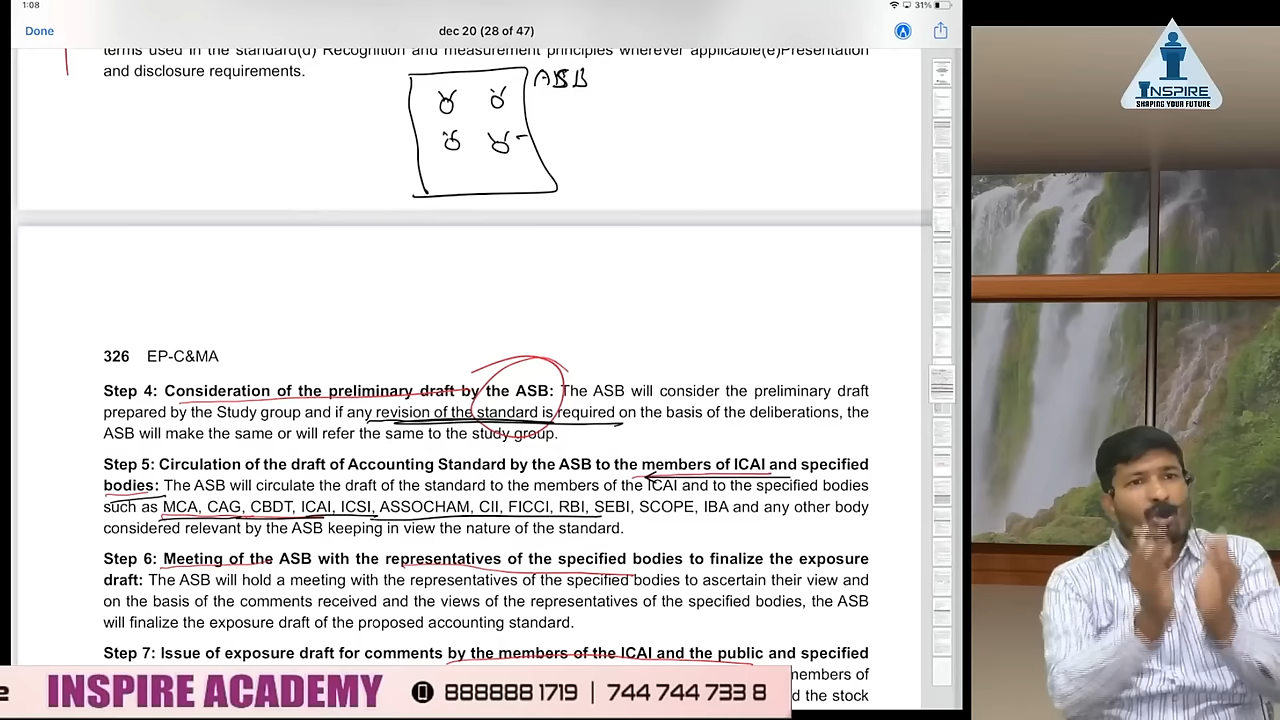 1:08
31%
Done
dec 20 (28 of 47)
terms used in the standard(d) Recognition and measurement principles wherever applicable(e)Presentation
and disclosure requirements.
ASB
326 EP-C&MA
Step 4: Consideration of the preliminary draft by the ASB: The ASB will consider the preliminary draft
prepared by the Study group and if any revision of the standard is required on the basis of the deliberations, the
ASB will make the same or will refer the same to the study group.
Step 5: Circulation of the draft of Accounting Standard by the ASB to the members of ICAI and specified
bodies: The ASB will circulate the draft of the standard to the members of the ICAI and to the specified bodies
such as MCA, CAG, CBDT, ICAI, ICSI, ASSOCHAM, CII, FICCI, RBI, SEBI, SCOPE, IBA and any other body
considered relevant by the ASB keeping in view the nature of the standard.
Step 6: Meeting of the ASB with the representatives of the specified bodies to finalize the exposure
draft: The ASB will hold a meeting with the representatives of the specified bodies to ascertain their view and
on the basis of the comments received and the views of the representatives of the specified bodies, the ASB
will finalize the exposure draft of the proposed accounting standard.
Step 7: Issue of exposure draft for comments by the members of the ICAI and the public and specified
members of
d the stock
INSPIRE
SHAPING YOUR FUTURE
e INSPIRE ACADEMY 888888 1719 | 744 744 733 8